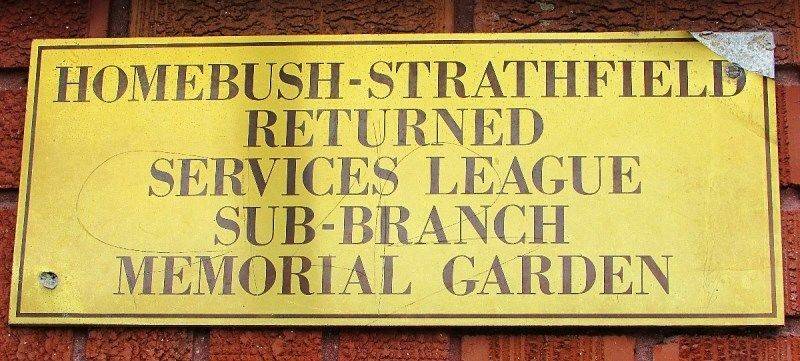 HOMEBUSH-STRATHFIELD
RETURNED
SERVICES LEAGUE
SUB-BRANCH
MEMORIAL GARDEN